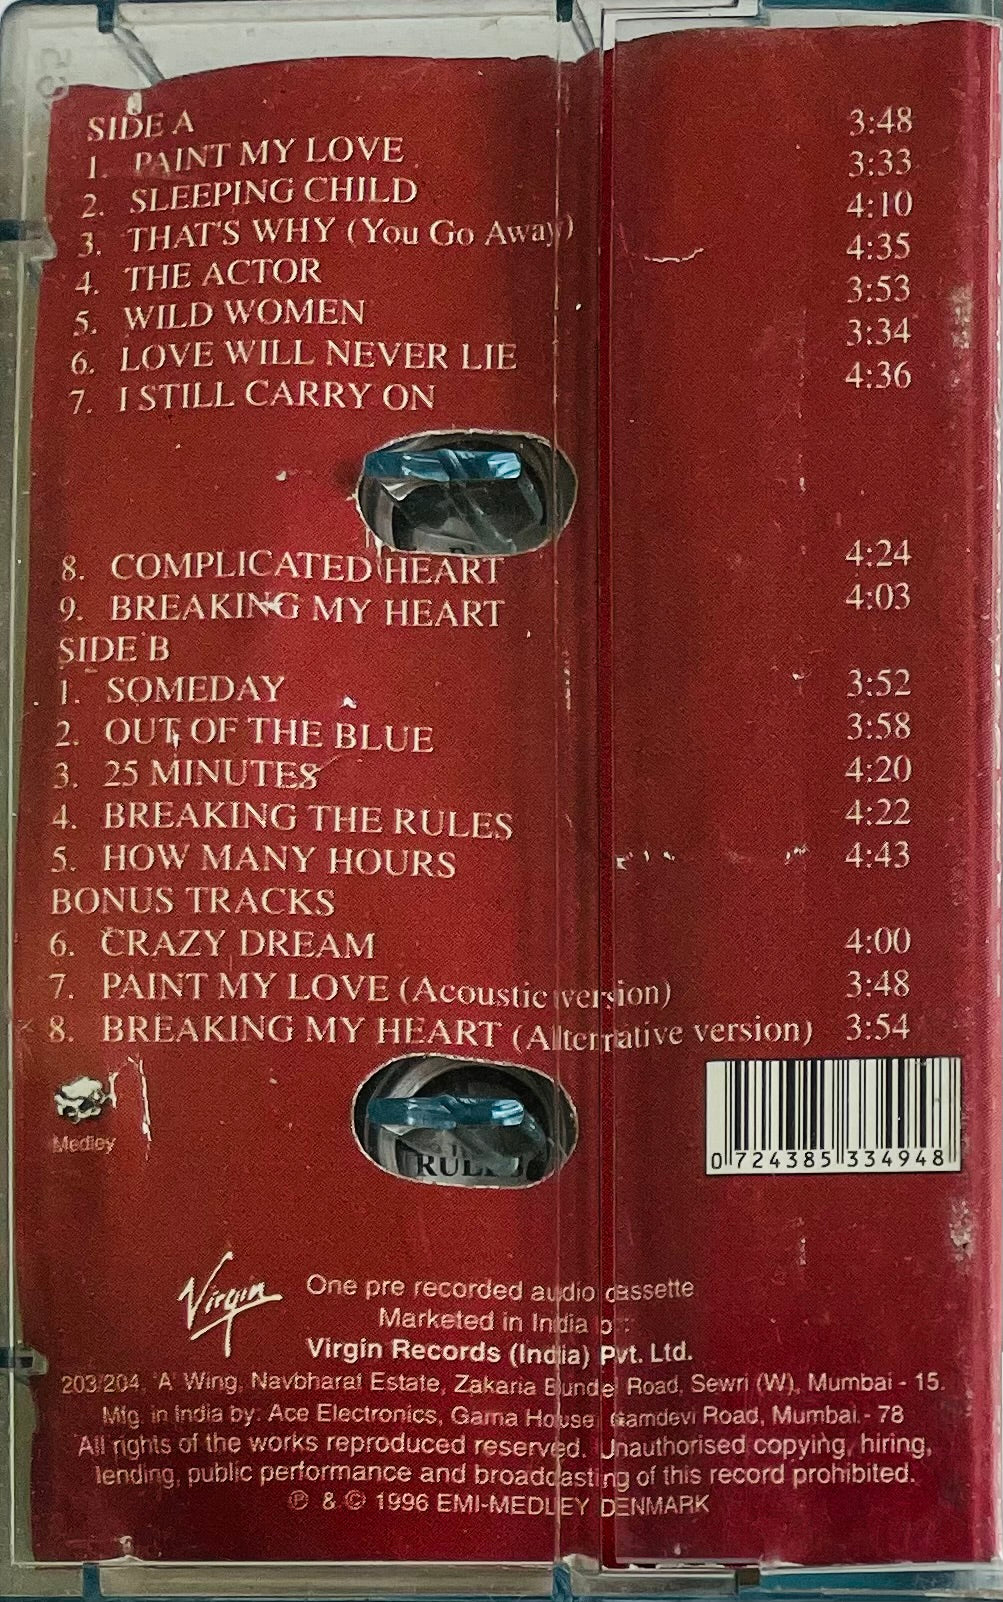 SIDE A
1. PAINT MY LOVE 3:48
2. SLEEPING CHILD 3:33
3. THAT'S WHY (You Go Away) 4:10
4. THE ACTOR 4:35
5. WILD WOMEN 3:53
6. LOVE WILL NEVER LIE 3:34
7. I STILL CARRY ON 4:36
8. COMPLICATED HEART 4:24
9. BREAKING MY HEART 4:03
SIDE B
1. SOMEDAY 3:52
2. OUT OF THE BLUE 3:58
3. 25 MINUTES 4:20
4. BREAKING THE RULES 4:22
5. HOW MANY HOURS 4:43
BONUS TRACKS
6. CRAZY DREAM 4:00
7. PAINT MY LOVE (Acoustic version) 3:48
8. BREAKING MY HEART (Alternative version) 3:54
Medley
0 724385 334948
Virgin
One pre recorded audio cassette
Marketed in India
Virgin Records (India) Pvt. Ltd.
203/204, 'A' Wing, Navbharat Estate, Zakaria Bunder Road, Sewri (W), Mumbai - 15.
Mfg. in India by: Ace Electronics, Gama House, Gamdevi Road, Mumbai - 78
All rights of the works reproduced reserved. Unauthorised copying, hiring,
lending, public performance and broadcasting of this record prohibited.
℗ & © 1996 EMI-MEDLEY DENMARK